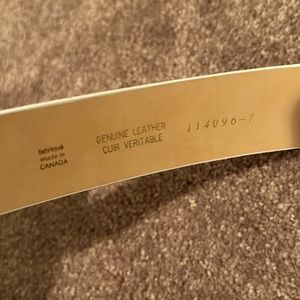 fabriqué
made in
CANADA
GENUINE LEATHER
CUIR VERITABLE
114096-7